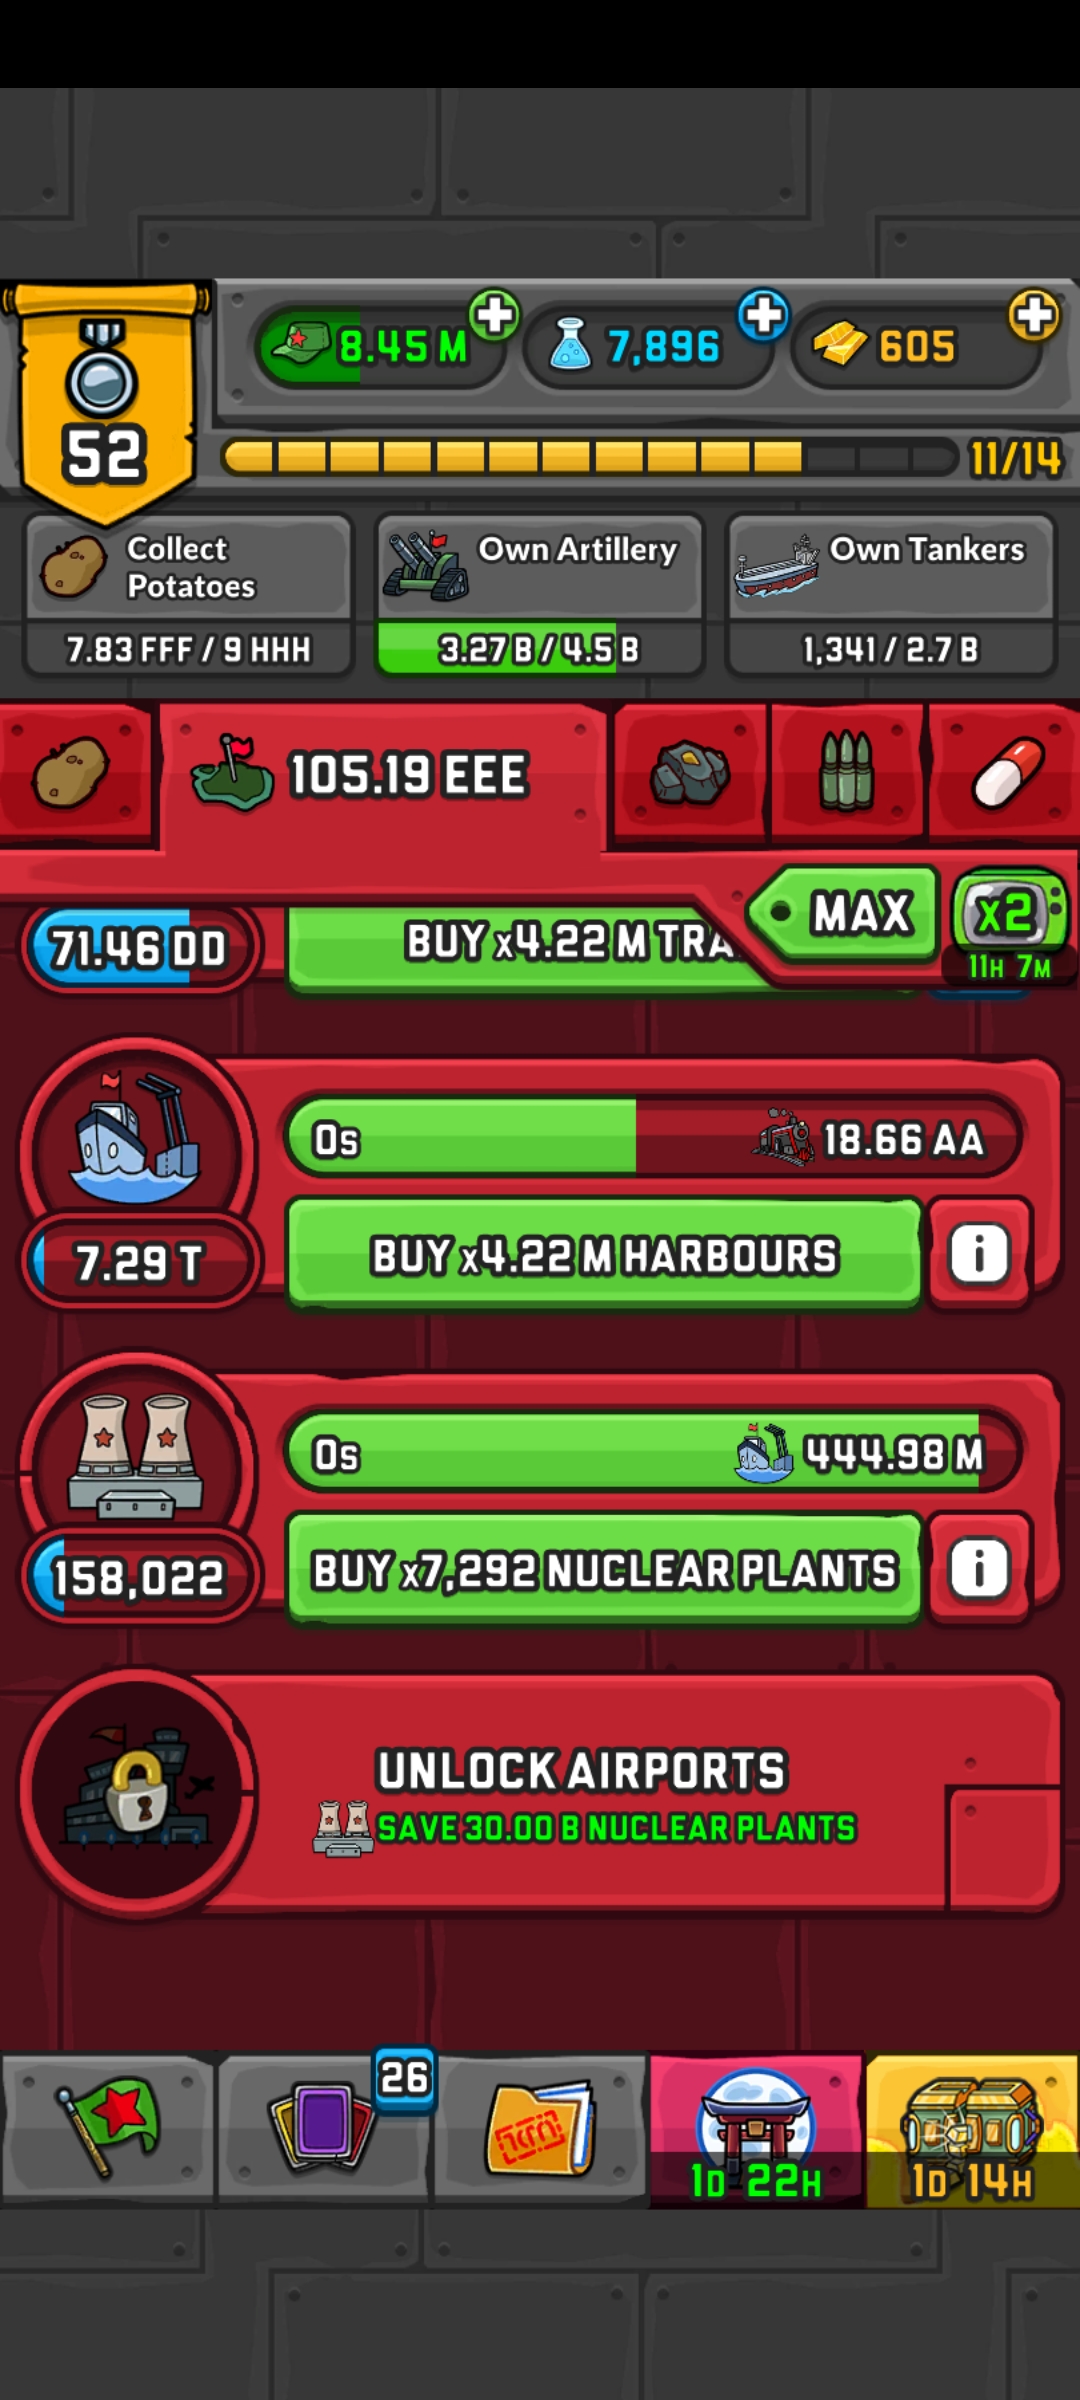 8.45 M
7,896
605
52
11/14
Collect
Potatoes
7.83 FFF / 9 HHH
Own Artillery
3.27 B / 4.5 B
Own Tankers
1,341 / 2.7 B
105.19 EEE
MAX
x2
11H 7M
71.46 DD
BUY x4.22 M TRA
0s
18.66 AA
7.29 T
BUY x4.22 M HARBOURS
i
0s
444.98 M
158,022
BUY x7,292 NUCLEAR PLANTS
i
UNLOCK AIRPORTS
SAVE 30.00 B NUCLEAR PLANTS
26
1D 22H
1D 14H